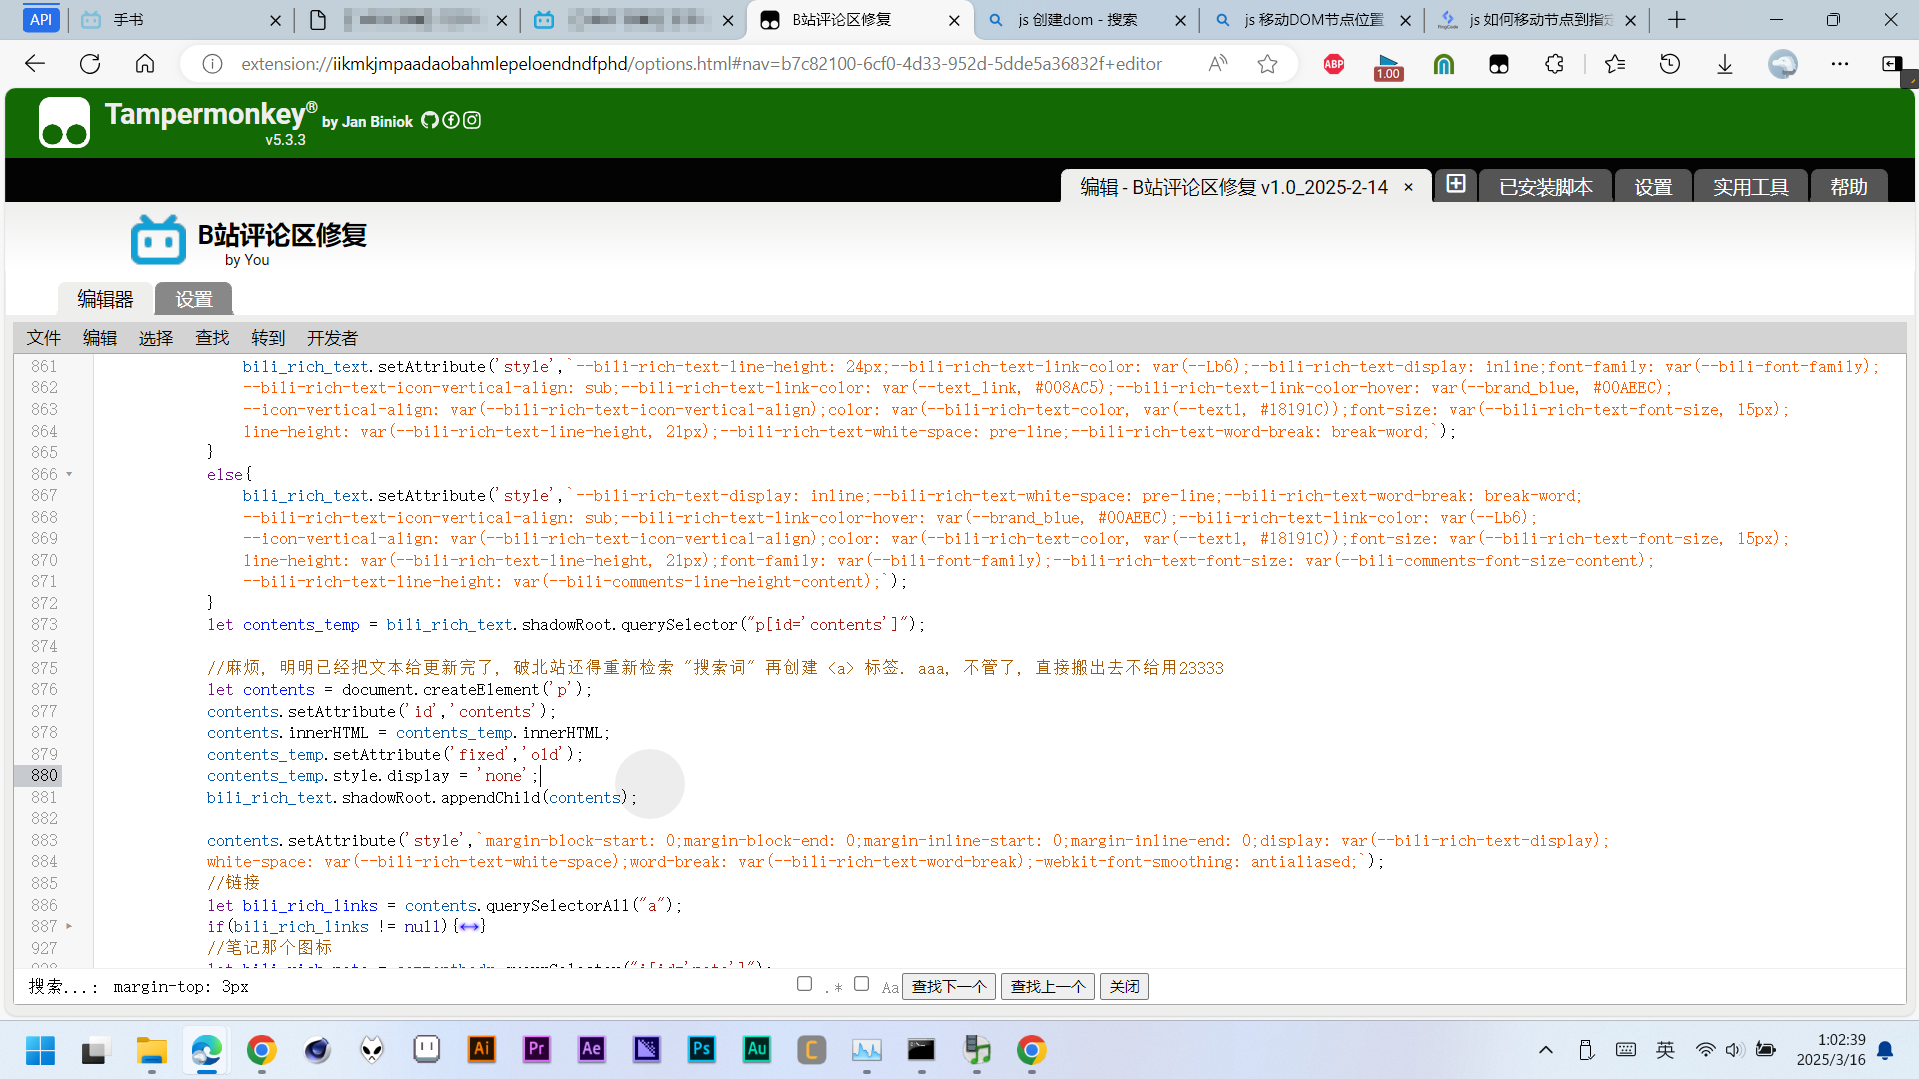 API
手书
B站评论区修复
js 创建dom - 搜索
js 移动DOM节点位置
js 如何移动节点到指定
extension://iikmkjmpaadaobahmlepeloendndfphd/options.html#nav=b7c82100-6cf0-4d33-952d-5dde5a36832f+editor
ABP
1.00
Tampermonkey® by Jan Biniok
v5.3.3
编辑 - B站评论区修复 v1.0_2025-2-14 ×
已安装脚本
设置
实用工具
帮助
B站评论区修复
by You
编辑器
设置
文件 编辑 选择 查找 转到 开发者
861 bili_rich_text.setAttribute('style',`--bili-rich-text-line-height: 24px;--bili-rich-text-link-color: var(--Lb6);--bili-rich-text-display: inline;font-family: var(--bili-font-family);
862 --bili-rich-text-icon-vertical-align: sub;--bili-rich-text-link-color: var(--text_link, #008AC5);--bili-rich-text-link-color-hover: var(--brand_blue, #00AEEC);
863 --icon-vertical-align: var(--bili-rich-text-icon-vertical-align);color: var(--bili-rich-text-color, var(--text1, #18191C));font-size: var(--bili-rich-text-font-size, 15px);
864 line-height: var(--bili-rich-text-line-height, 21px);--bili-rich-text-white-space: pre-line;--bili-rich-text-word-break: break-word;`);
865 }
866 else{
867 bili_rich_text.setAttribute('style',`--bili-rich-text-display: inline;--bili-rich-text-white-space: pre-line;--bili-rich-text-word-break: break-word;
868 --bili-rich-text-icon-vertical-align: sub;--bili-rich-text-link-color-hover: var(--brand_blue, #00AEEC);--bili-rich-text-link-color: var(--Lb6);
869 --icon-vertical-align: var(--bili-rich-text-icon-vertical-align);color: var(--bili-rich-text-color, var(--text1, #18191C));font-size: var(--bili-rich-text-font-size, 15px);
870 line-height: var(--bili-rich-text-line-height, 21px);font-family: var(--bili-font-family);--bili-rich-text-font-size: var(--bili-comments-font-size-content);
871 --bili-rich-text-line-height: var(--bili-comments-line-height-content);`);
872 }
873 let contents_temp = bili_rich_text.shadowRoot.querySelector("p[id='contents']");
874
875 //麻烦, 明明已经把文本给更新完了, 破北站还得重新检索 "搜索词" 再创建 <a> 标签. aaa, 不管了, 直接搬出去不给用23333
876 let contents = document.createElement('p');
877 contents.setAttribute('id','contents');
878 contents.innerHTML = contents_temp.innerHTML;
879 contents_temp.setAttribute('fixed','old');
880 contents_temp.style.display = 'none';
881 bili_rich_text.shadowRoot.appendChild(contents);
882
883 contents.setAttribute('style',`margin-block-start: 0;margin-block-end: 0;margin-inline-start: 0;margin-inline-end: 0;display: var(--bili-rich-text-display);
884 white-space: var(--bili-rich-text-white-space);word-break: var(--bili-rich-text-word-break);-webkit-font-smoothing: antialiased;`);
885 //链接
886 let bili_rich_links = contents.querySelectorAll("a");
887 if(bili_rich_links != null){↔}
927 //笔记那个图标
搜索...: margin-top: 3px
.* Aa 查找下一个 查找上一个 关闭
Ai Pr Ae Ps Au C
英
1:02:39
2025/3/16